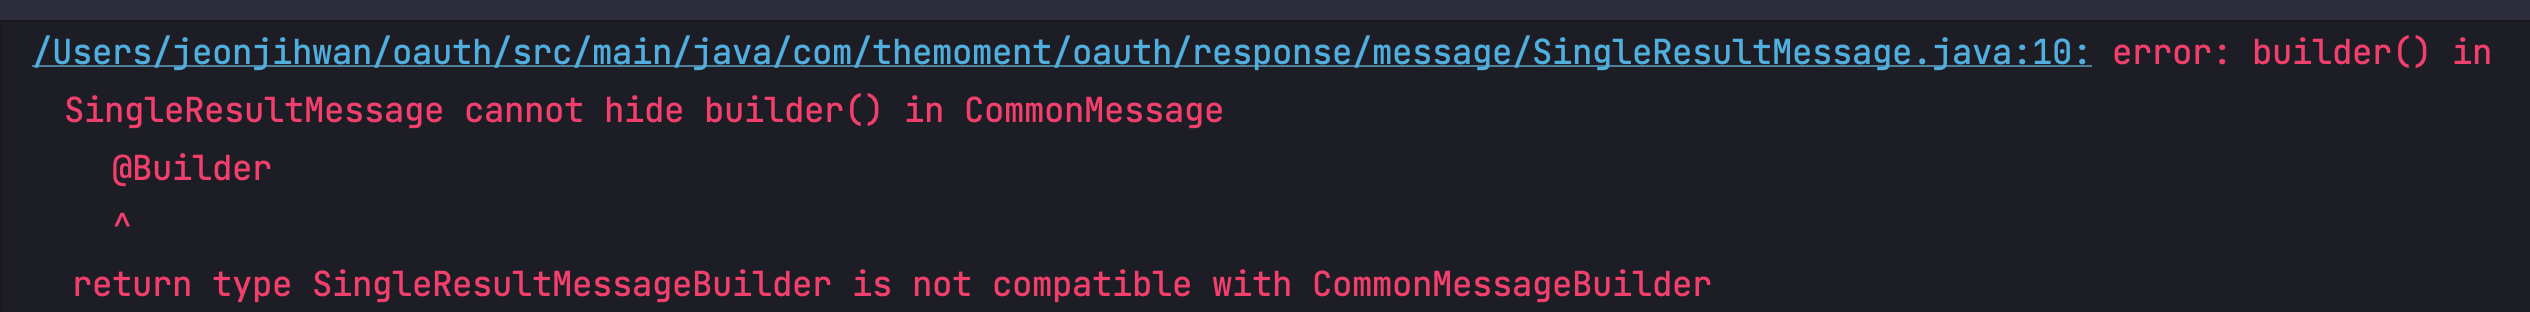 /Users/jeonjihwan/oauth/src/main/java/com/themoment/oauth/response/message/SingleResultMessage.java:10: error: builder() in
SingleResultMessage cannot hide builder() in CommonMessage
@Builder
^
return type SingleResultMessageBuilder is not compatible with CommonMessageBuilder